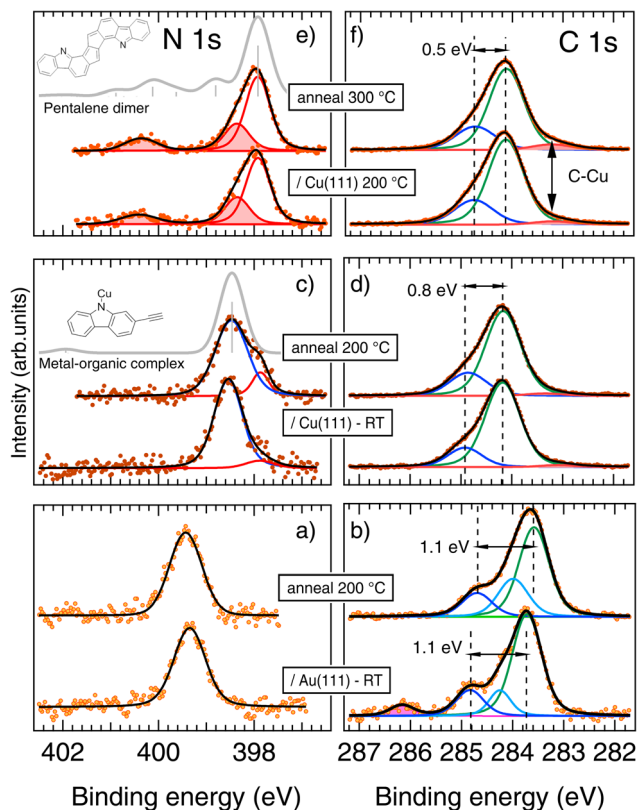 N 1s
e)
f)
C 1s
N
N
0.5 eV
anneal 300 °C
Pentalene dimer
C-Cu
/ Cu(111) 200 °C
Cu
N
c)
d)
0.8 eV
anneal 200 °C
Metal-organic complex
/ Cu(111) - RT
a)
b)
1.1 eV
anneal 200 °C
1.1 eV
/ Au(111) - RT
Intensity (arb.units)
402 400 398
287 286 285 284 283 282
Binding energy (eV)
Binding energy (eV)